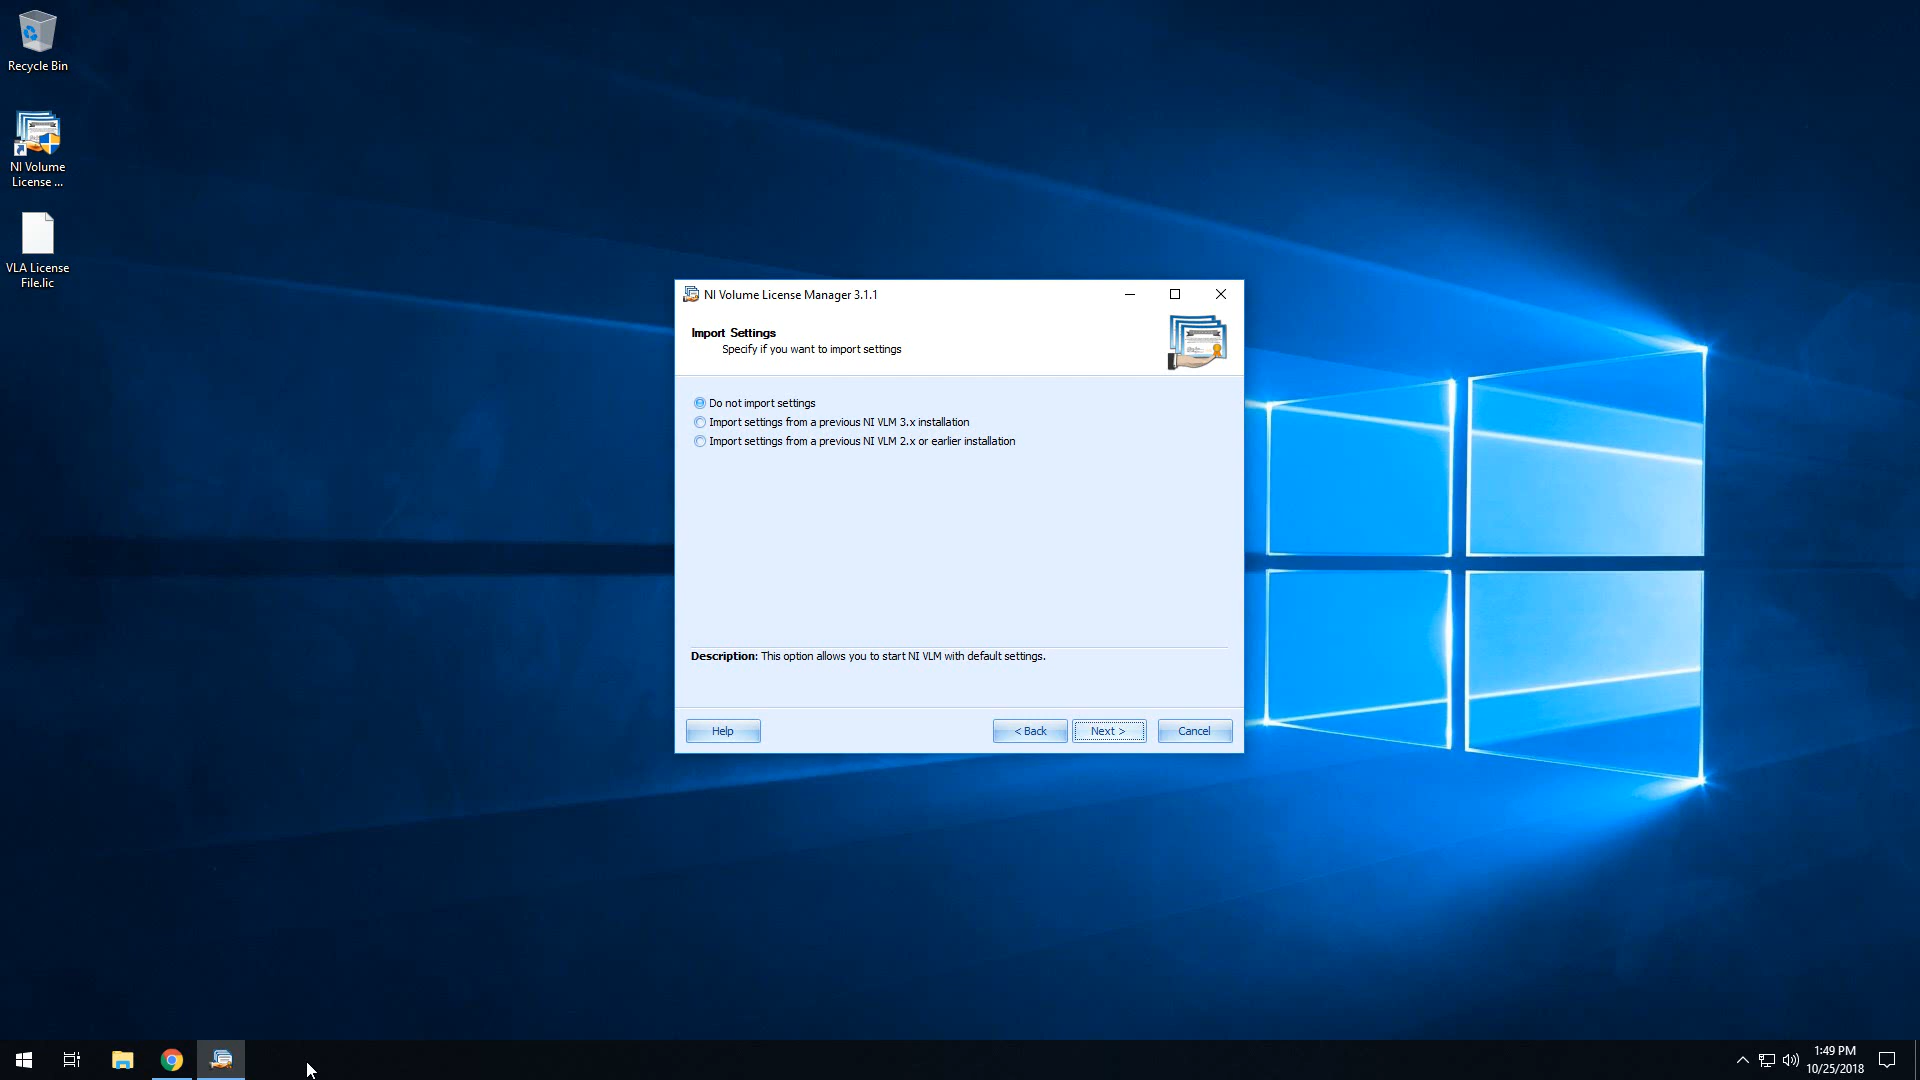 Recycle Bin
NI Volume
License ...
VLA License
File.lic
NI Volume License Manager 3.1.1
Import Settings
Specify if you want to import settings
Do not import settings
Import settings from a previous NI VLM 3.x installation
Import settings from a previous NI VLM 2.x or earlier installation
Description: This option allows you to start NI VLM with default settings.
Help
< Back
Next >
Cancel
1:49 PM
10/25/2018